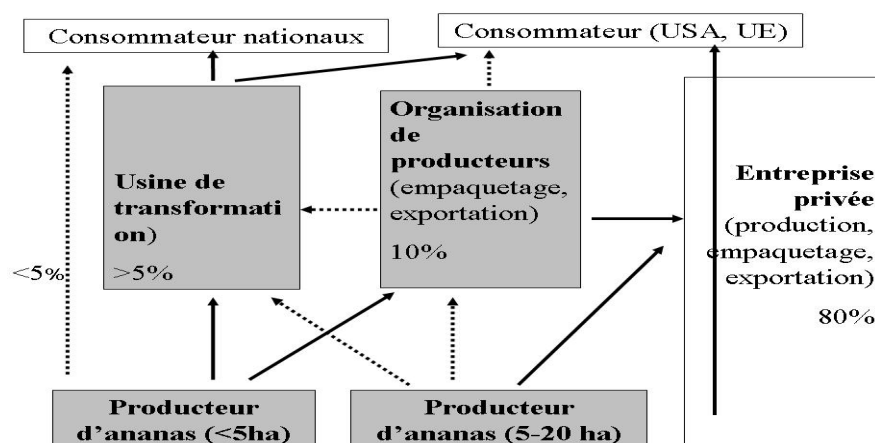 Consommateur nationaux
Consommateur (USA, UE)
Organisation
de
producteurs
(empaquetage,
exportation)
10%
Usine de
transformati
on)
>5%
<5%
Entreprise
privée
(production,
empaquetage,
exportation)
80%
Producteur
d’ananas (<5ha)
Producteur
d’ananas (5-20 ha)